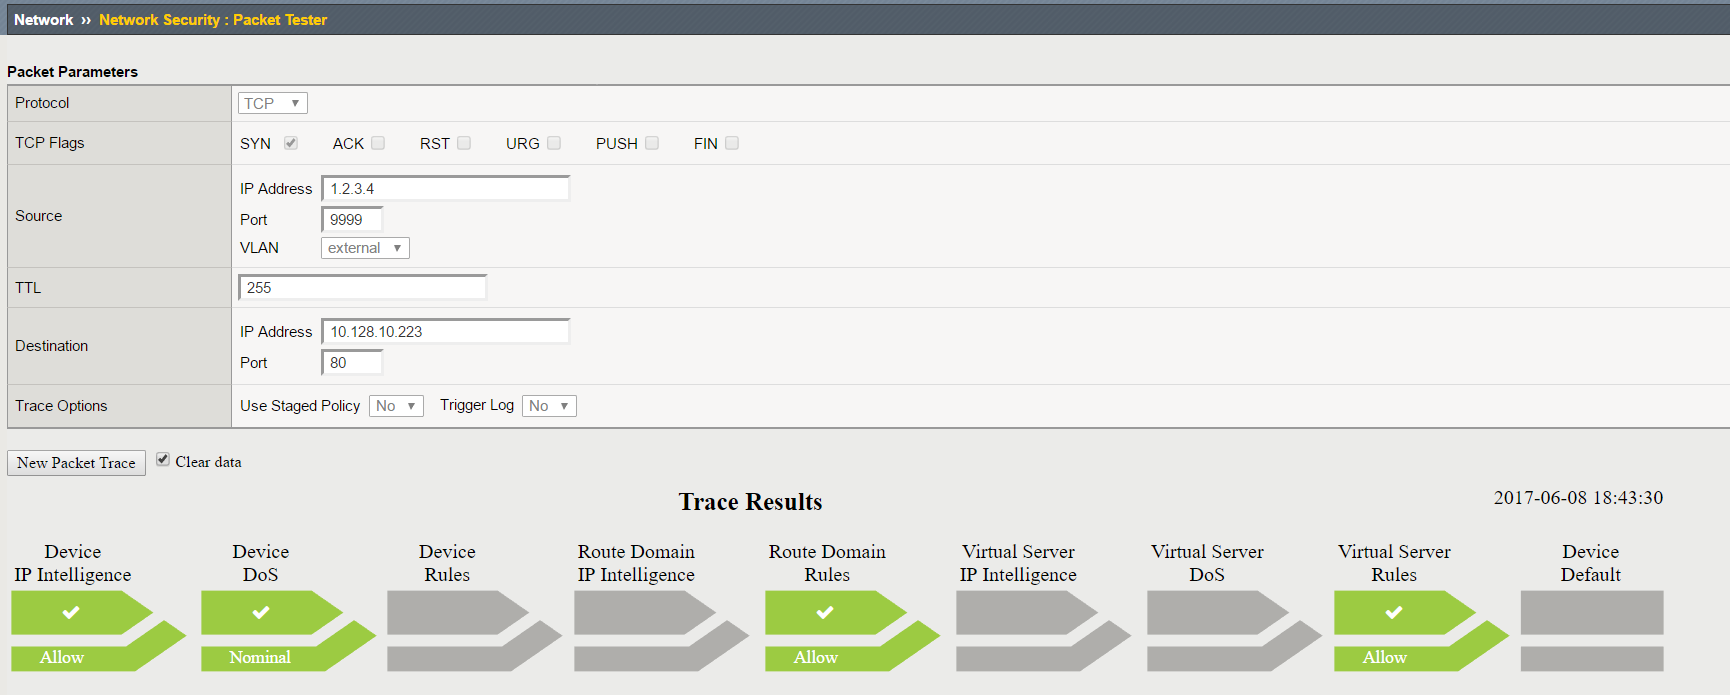 Network ›› Network Security : Packet Tester
Packet Parameters
Protocol TCP
TCP Flags SYN ACK RST URG PUSH FIN
Source
IP Address 1.2.3.4
Port 9999
VLAN external
TTL 255
Destination
IP Address 10.128.10.223
Port 80
Trace Options Use Staged Policy No Trigger Log No
New Packet Trace Clear data
Trace Results
2017-06-08 18:43:30
Device IP Intelligence
Device DoS
Device Rules
Route Domain IP Intelligence
Route Domain Rules
Virtual Server IP Intelligence
Virtual Server DoS
Virtual Server Rules
Device Default
Allow
Nominal
Allow
Allow